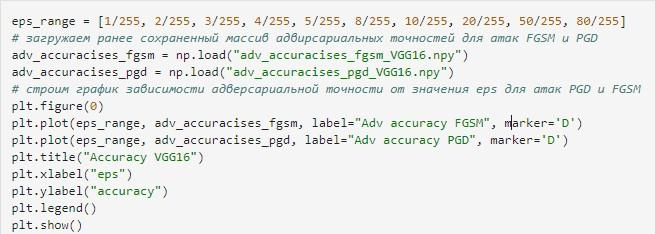 eps_range = [1/255, 2/255, 3/255, 4/255, 5/255, 8/255, 10/255, 20/255, 50/255, 80/255]
# загружаем ранее сохраненный массив адвирсариальных точностей для атак FGSM и PGD
adv_accuracises_fgsm = np.load("adv_accuracises_fgsm_VGG16.npy")
adv_accuracises_pgd = np.load("adv_accuracises_pgd_VGG16.npy")
# строим график зависимости адверсариальной точности от значения eps для атак PGD и FGSM
plt.figure(0)
plt.plot(eps_range, adv_accuracises_fgsm, label="Adv accuracy FGSM", marker='D')
plt.plot(eps_range, adv_accuracises_pgd, label="Adv accuracy PGD", marker='D')
plt.title("Accuracy VGG16")
plt.xlabel("eps")
plt.ylabel("accuracy")
plt.legend()
plt.show()